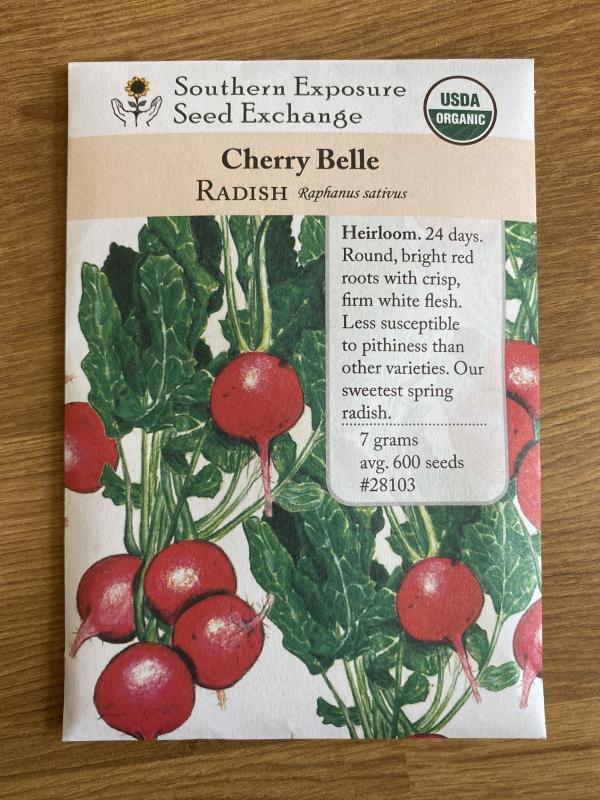 Southern Exposure
Seed Exchange
USDA
ORGANIC
Cherry Belle
RADISH Raphanus sativus
Heirloom. 24 days.
Round, bright red
roots with crisp,
firm white flesh.
Less susceptible
to pithiness than
other varieties. Our
sweetest spring
radish.
7 grams
avg. 600 seeds
#28103